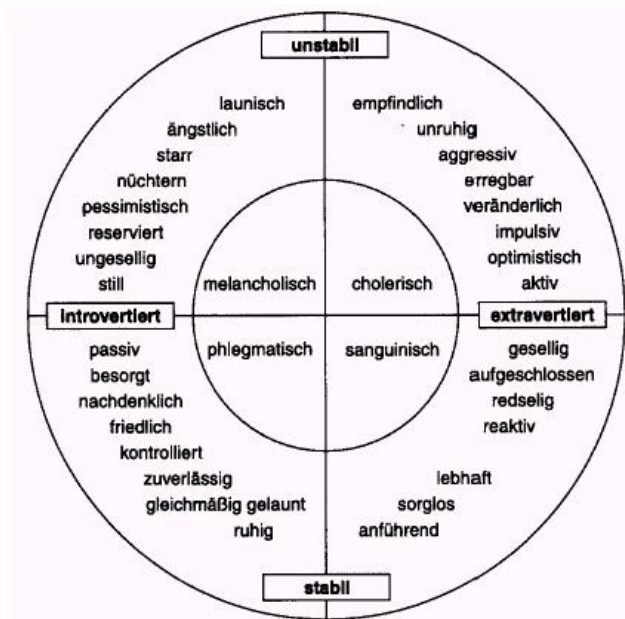 unstabil
launisch
empfindlich
ängstlich
unruhig
starr
aggressiv
nüchtern
erregbar
pessimistisch
veränderlich
reserviert
impulsiv
ungesellig
optimistisch
still
melancholisch
cholerisch
aktiv
introvertiert
extravertiert
passiv
phlegmatisch
sanguinisch
gesellig
besorgt
aufgeschlossen
nachdenklich
redselig
friedlich
reaktiv
kontrolliert
zuverlässig
lebhaft
gleichmäßig gelaunt
sorglos
ruhig
anführend
stabil